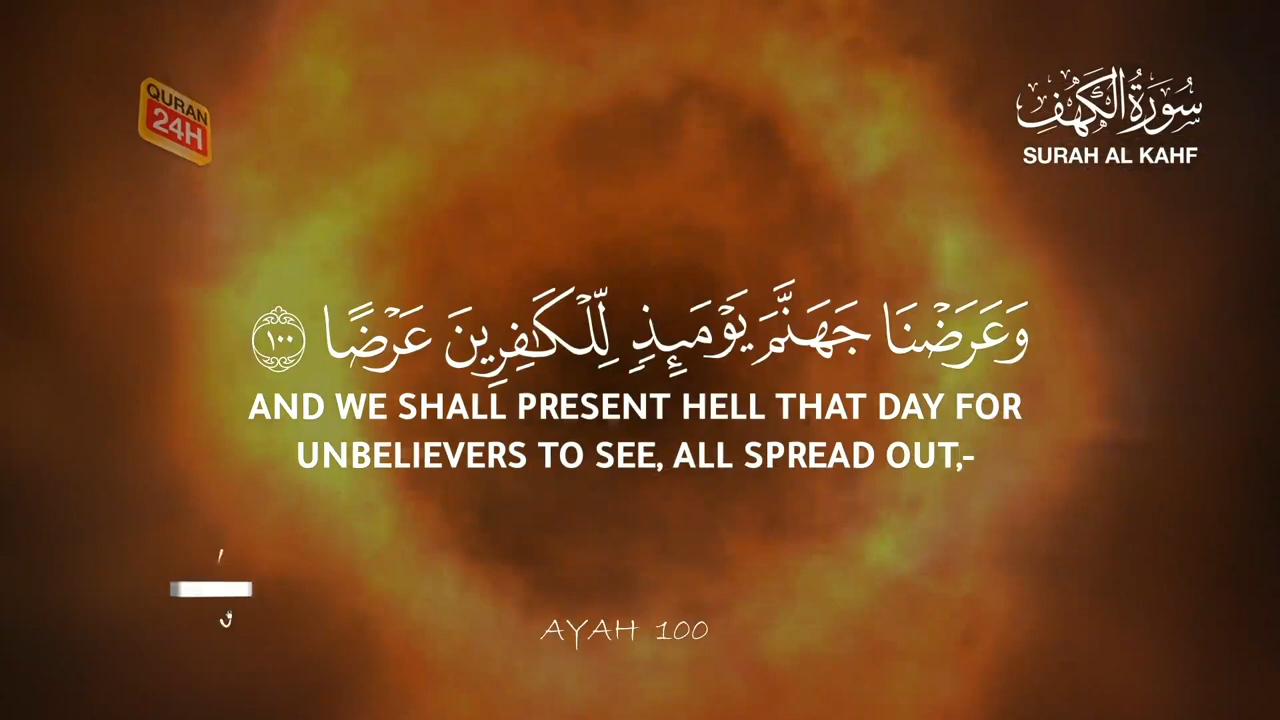 QURAN
24H
سُورَةُ الكَهْفِ
SURAH AL KAHF
وَعَرَضْنَا جَهَنَّمَ يَوْمَئِذٍ لِّلْكَٰفِرِينَ عَرْضًا ١٠٠
AND WE SHALL PRESENT HELL THAT DAY FOR
UNBELIEVERS TO SEE, ALL SPREAD OUT,-
AYAH 100